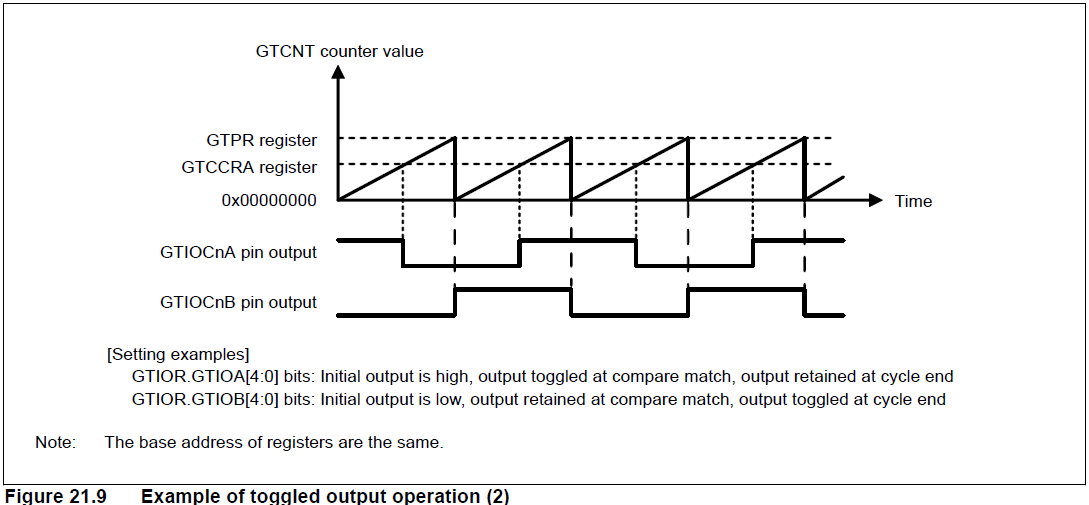 GTCNT counter value
GTPR register
GTCCRA register
0x00000000
Time
GTIOCnA pin output
GTIOCnB pin output
[Setting examples]
GTIOR.GTIOA[4:0] bits: Initial output is high, output toggled at compare match, output retained at cycle end
GTIOR.GTIOB[4:0] bits: Initial output is low, output retained at compare match, output toggled at cycle end
Note: The base address of registers are the same.
Figure 21.9 Example of toggled output operation (2)